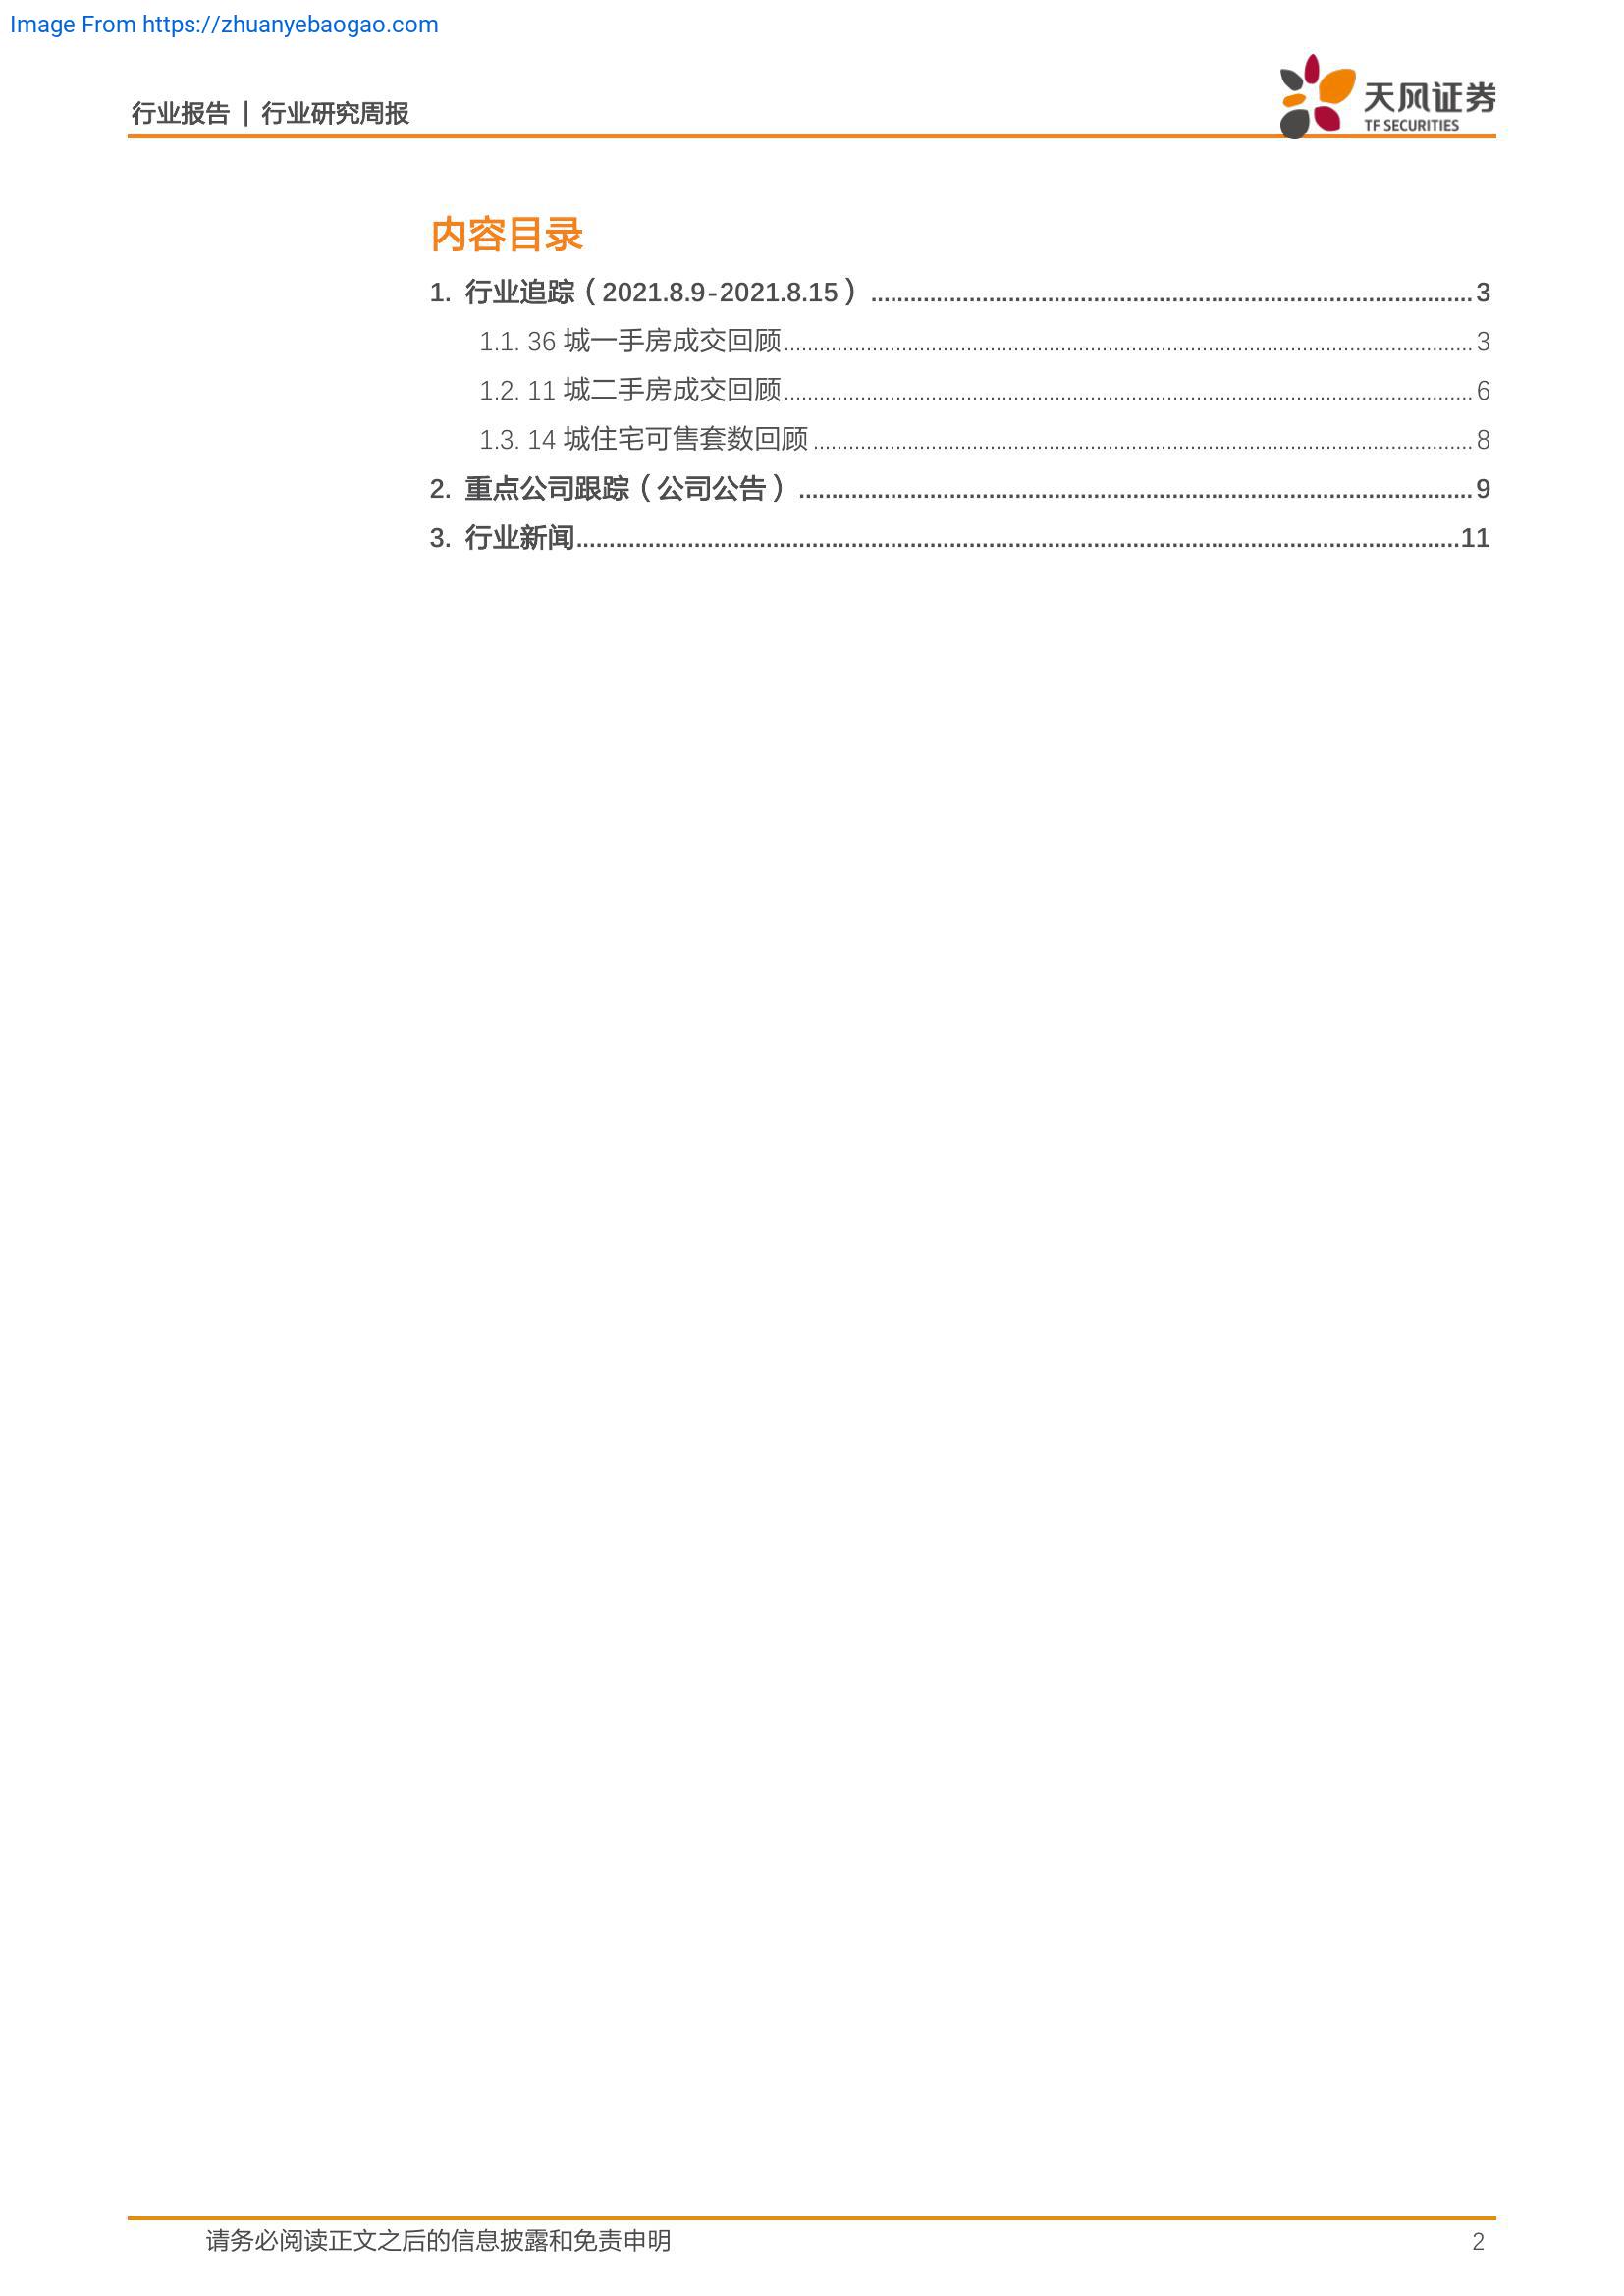 Image From https://zhuanyebaogao.com
行业报告 | 行业研究周报
天风证券
TF SECURITIES
内容目录
1. 行业追踪（2021.8.9-2021.8.15）........................................3
1.1. 36 城一手房成交回顾........................................3
1.2. 11 城二手房成交回顾........................................6
1.3. 14 城住宅可售套数回顾........................................8
2. 重点公司跟踪（公司公告）........................................9
3. 行业新闻........................................11
请务必阅读正文之后的信息披露和免责申明 2